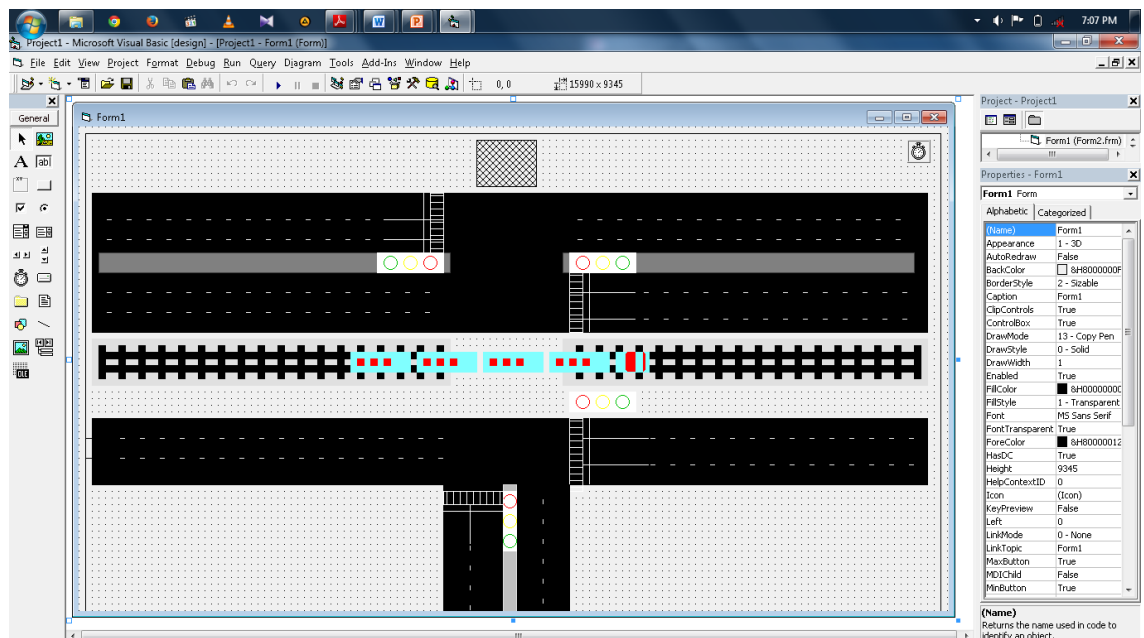 7:07 PM
Project1 - Microsoft Visual Basic [design] - [Project1 - Form1 (Form)]
File Edit View Project Format Debug Run Query Diagram Tools Add-Ins Window Help
0, 0
15990 x 9345
General
A
ab|
OLE
Form1
Project - Project1
Form1 (Form2.frm)
Properties - Form1
Form1 Form
Alphabetic Categorized
(Name) Form1
Appearance 1 - 3D
AutoRedraw False
BackColor &H8000000F
BorderStyle 2 - Sizable
Caption Form1
ClipControls True
ControlBox True
DrawMode 13 - Copy Pen
DrawStyle 0 - Solid
DrawWidth 1
Enabled True
FillColor &H0000000C
FillStyle 1 - Transparent
Font MS Sans Serif
FontTransparent True
ForeColor &H80000012
HasDC True
Height 9345
HelpContextID 0
Icon (Icon)
KeyPreview False
Left 0
LinkMode 0 - None
LinkTopic Form1
MaxButton True
MDIChild False
MinButton True
(Name)
Returns the name used in code to
identify an object.